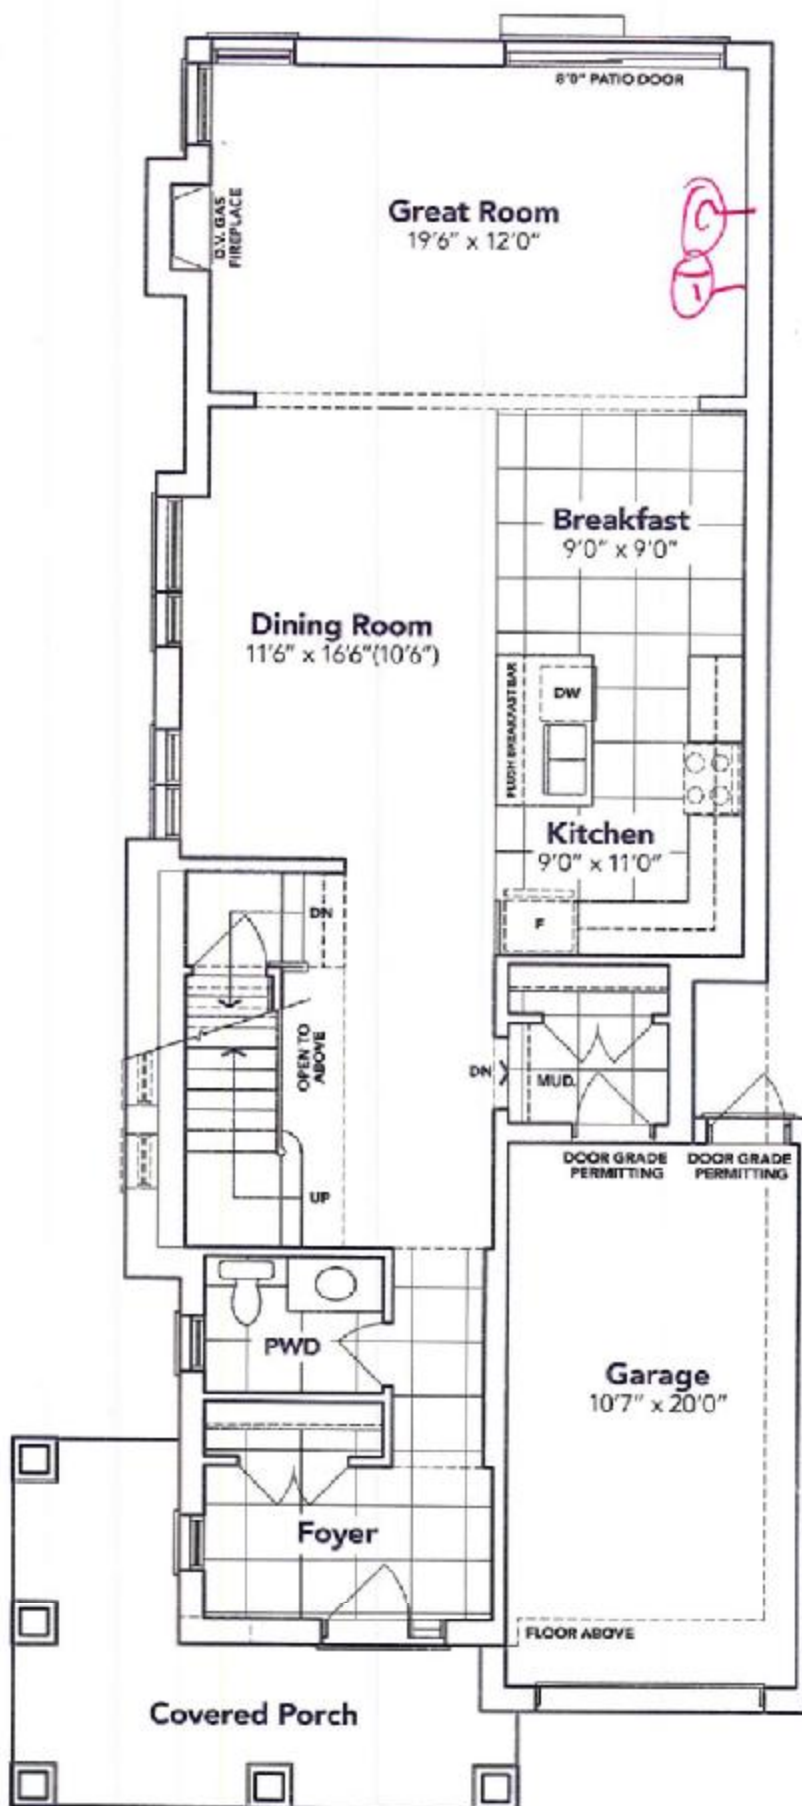 8'0" PATIO DOOR
Great Room
19'6" x 12'0"
D.V. GAS
FIREPLACE
C
1
Breakfast
9'0" x 9'0"
Dining Room
11'6" x 16'6"(10'6")
FLUSH BREAKFAST BAR
DW
Kitchen
9'0" x 11'0"
F
DN
OPEN TO
ABOVE
DN
MUD.
DOOR GRADE
PERMITTING
DOOR GRADE
PERMITTING
UP
PWD
Garage
10'7" x 20'0"
Foyer
FLOOR ABOVE
Covered Porch